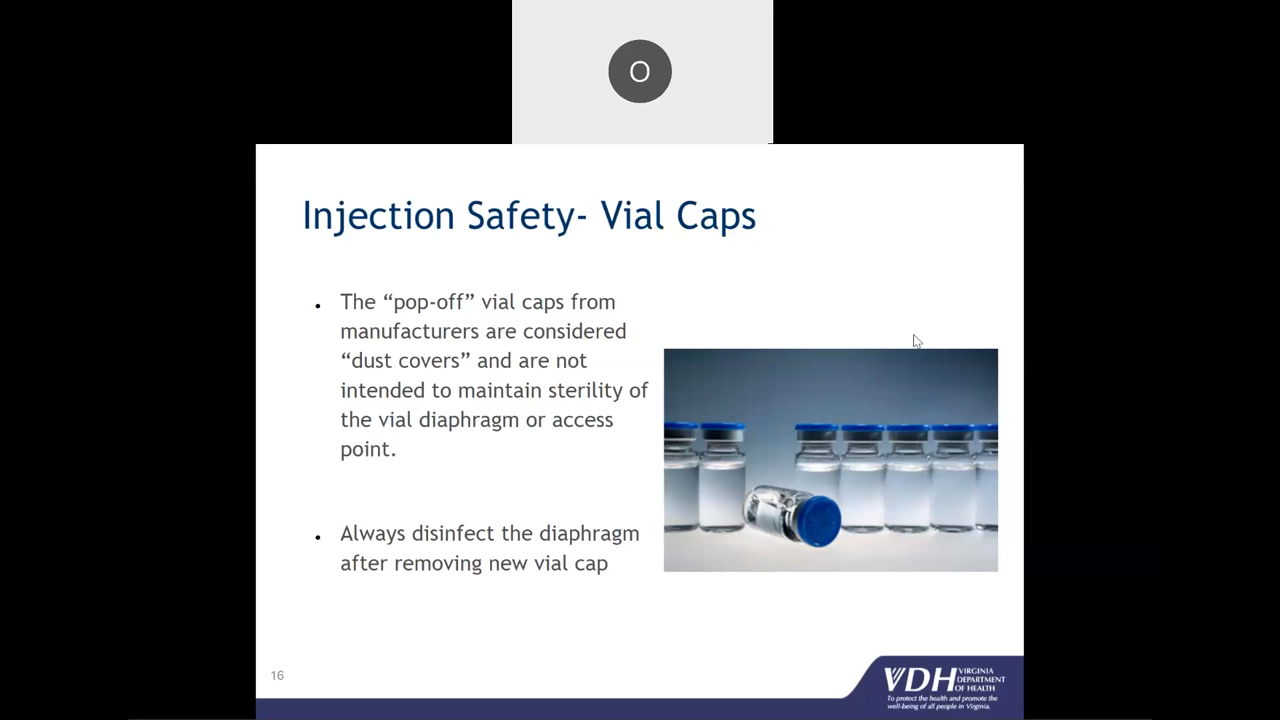 O
Injection Safety- Vial Caps
• The “pop-off” vial caps from
manufacturers are considered
“dust covers” and are not
intended to maintain sterility of
the vial diaphragm or access
point.
• Always disinfect the diaphragm
after removing new vial cap
16
VDH VIRGINIA
DEPARTMENT
OF HEALTH
To protect the health and promote the
well-being of all people in Virginia.